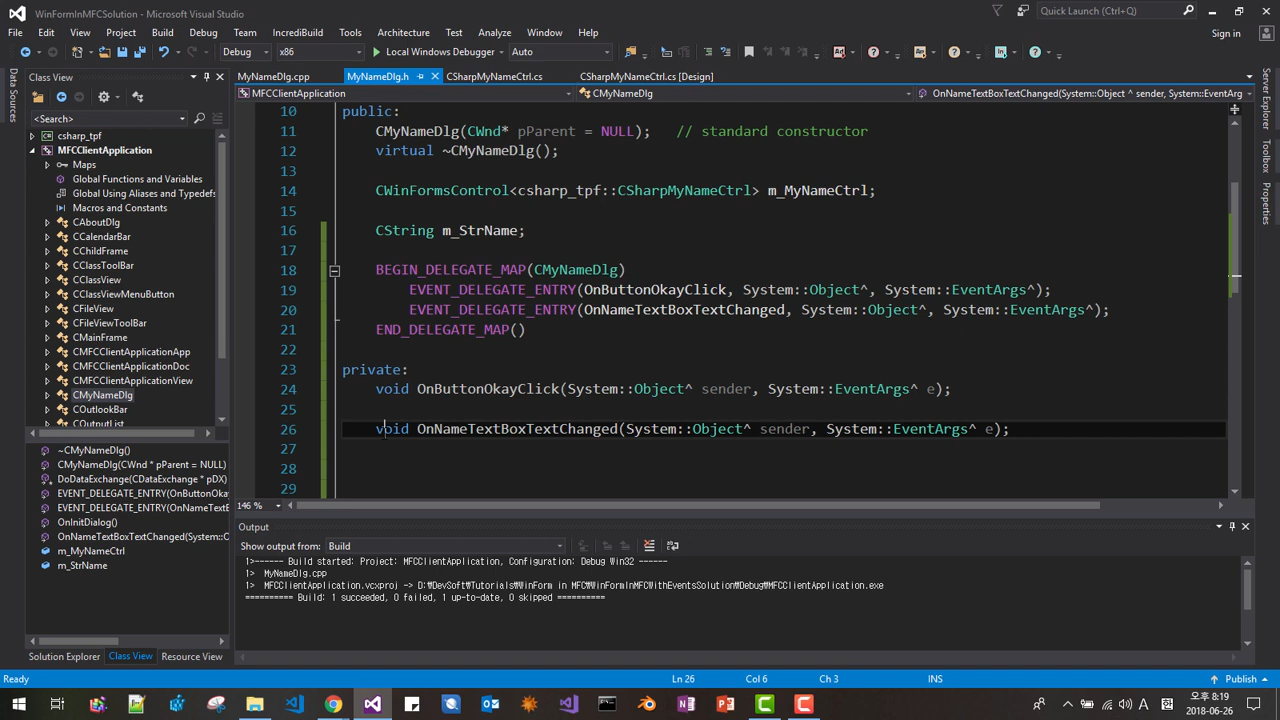 WinFormInMFCSolution - Microsoft Visual Studio
Quick Launch (Ctrl+Q)
File Edit View Project Build Debug Team IncrediBuild Tools Architecture Test Analyze Window Help
Sign in
Debug x86 Local Windows Debugger Auto
Class View
MyNameDlg.cpp MyNameDlg.h CSharpMyNameCtrl.cs CSharpMyNameCtrl.cs [Design]
MFCClientApplication CMyNameDlg OnNameTextBoxTextChanged(System::Object ^ sender, System::EventArg
Data Sources
Server Explorer
Toolbox
Properties
<Search>
csharp_tpf
MFCClientApplication
Maps
Global Functions and Variables
Global Using Aliases and Typedefs
Macros and Constants
CAboutDlg
CCalendarBar
CChildFrame
CClassToolBar
CClassView
CClassViewMenuButton
CFileView
CFileViewToolBar
CMainFrame
CMFCClientApplicationApp
CMFCClientApplicationDoc
CMFCClientApplicationView
CMyNameDlg
COutlookBar
COutputList
~CMyNameDlg()
CMyNameDlg(CWnd * pParent = NULL)
DoDataExchange(CDataExchange * pDX)
EVENT_DELEGATE_ENTRY(OnButtonOkayC
EVENT_DELEGATE_ENTRY(OnNameTextB
OnInitDialog()
OnNameTextBoxTextChanged(System::O
m_MyNameCtrl
m_StrName
Solution Explorer Class View Resource View
10 public:
11 CMyNameDlg(CWnd* pParent = NULL); // standard constructor
12 virtual ~CMyNameDlg();
13
14 CWinFormsControl<csharp_tpf::CSharpMyNameCtrl> m_MyNameCtrl;
15
16 CString m_StrName;
17
18 BEGIN_DELEGATE_MAP(CMyNameDlg)
19 EVENT_DELEGATE_ENTRY(OnButtonOkayClick, System::Object^, System::EventArgs^);
20 EVENT_DELEGATE_ENTRY(OnNameTextBoxTextChanged, System::Object^, System::EventArgs^);
21 END_DELEGATE_MAP()
22
23 private:
24 void OnButtonOkayClick(System::Object^ sender, System::EventArgs^ e);
25
26 void OnNameTextBoxTextChanged(System::Object^ sender, System::EventArgs^ e);
27
28
29
146 %
Output
Show output from: Build
1>------ Build started: Project: MFCClientApplication, Configuration: Debug Win32 ------
1> MyNameDlg.cpp
1> MFCClientApplication.vcxproj -> D:₩DevSoft₩Tutorials₩WinForm in MFC₩WinFormInMFCWithEventsSolution₩Debug₩MFCClientApplication.exe
========== Build: 1 succeeded, 0 failed, 1 up-to-date, 0 skipped ==========
Ready Ln 26 Col 6 Ch 3 INS Publish
오후 8:19
2018-06-26